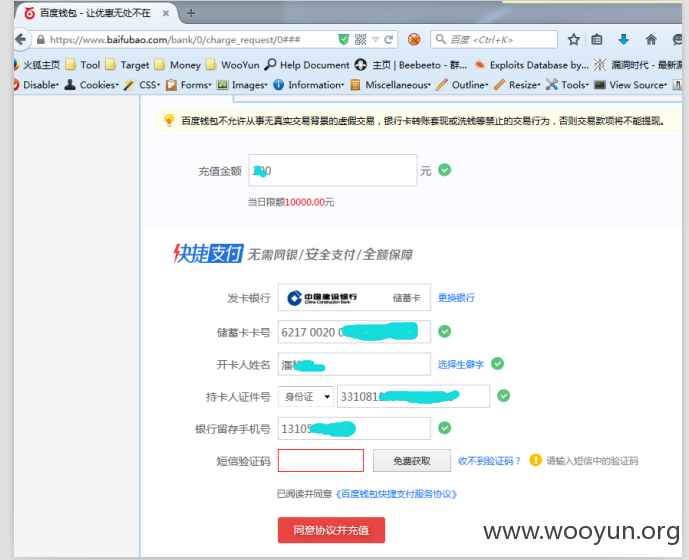 百度钱包 - 让优惠无处不在
https://www.baifubao.com/bank/0/charge_request/0###
百度 <Ctrl+K>
火狐主页 Tool Target Money WooYun Help Document 主页 | Beebeeto - 群... Exploits Database by... 漏洞时代 - 最新漏
Disable Cookies CSS Forms Images Information Miscellaneous Outline Resize Tools View Source
百度钱包不允许从事无真实交易背景的虚假交易，银行卡转账套现或洗钱等禁止的交易行为，否则交易款项将不能提现。
充值金额 00 元
当日限额10000.00元
快捷支付 无需网银/安全支付/全额保障
发卡银行 中国建设银行 China Construction Bank 储蓄卡 更换银行
储蓄卡卡号 6217 0020 0
开卡人姓名 潘 选择生僻字
持卡人证件号 身份证 3310811
银行留存手机号 13105
短信验证码 免费获取 收不到验证码？ 请输入短信中的验证码
已阅读并同意《百度钱包快捷支付服务协议》
同意协议并充值
www.wooyun.org